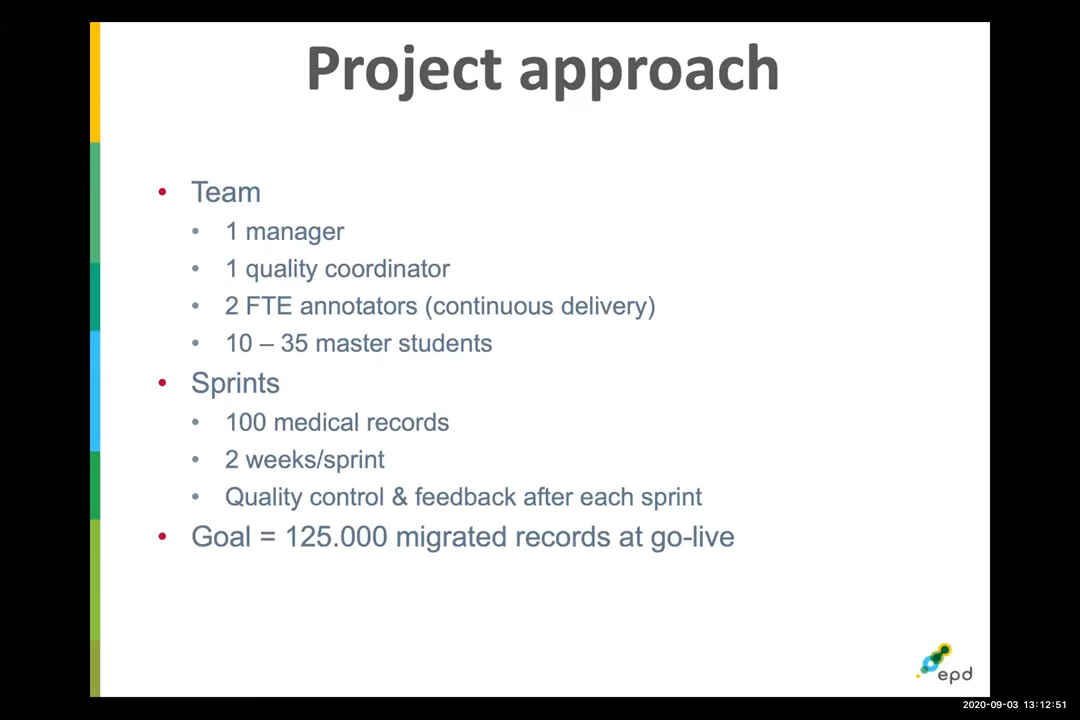 Project approach
• Team
• 1 manager
• 1 quality coordinator
• 2 FTE annotators (continuous delivery)
• 10 – 35 master students
• Sprints
• 100 medical records
• 2 weeks/sprint
• Quality control & feedback after each sprint
• Goal = 125.000 migrated records at go-live
epd
2020-09-03 13:12:51